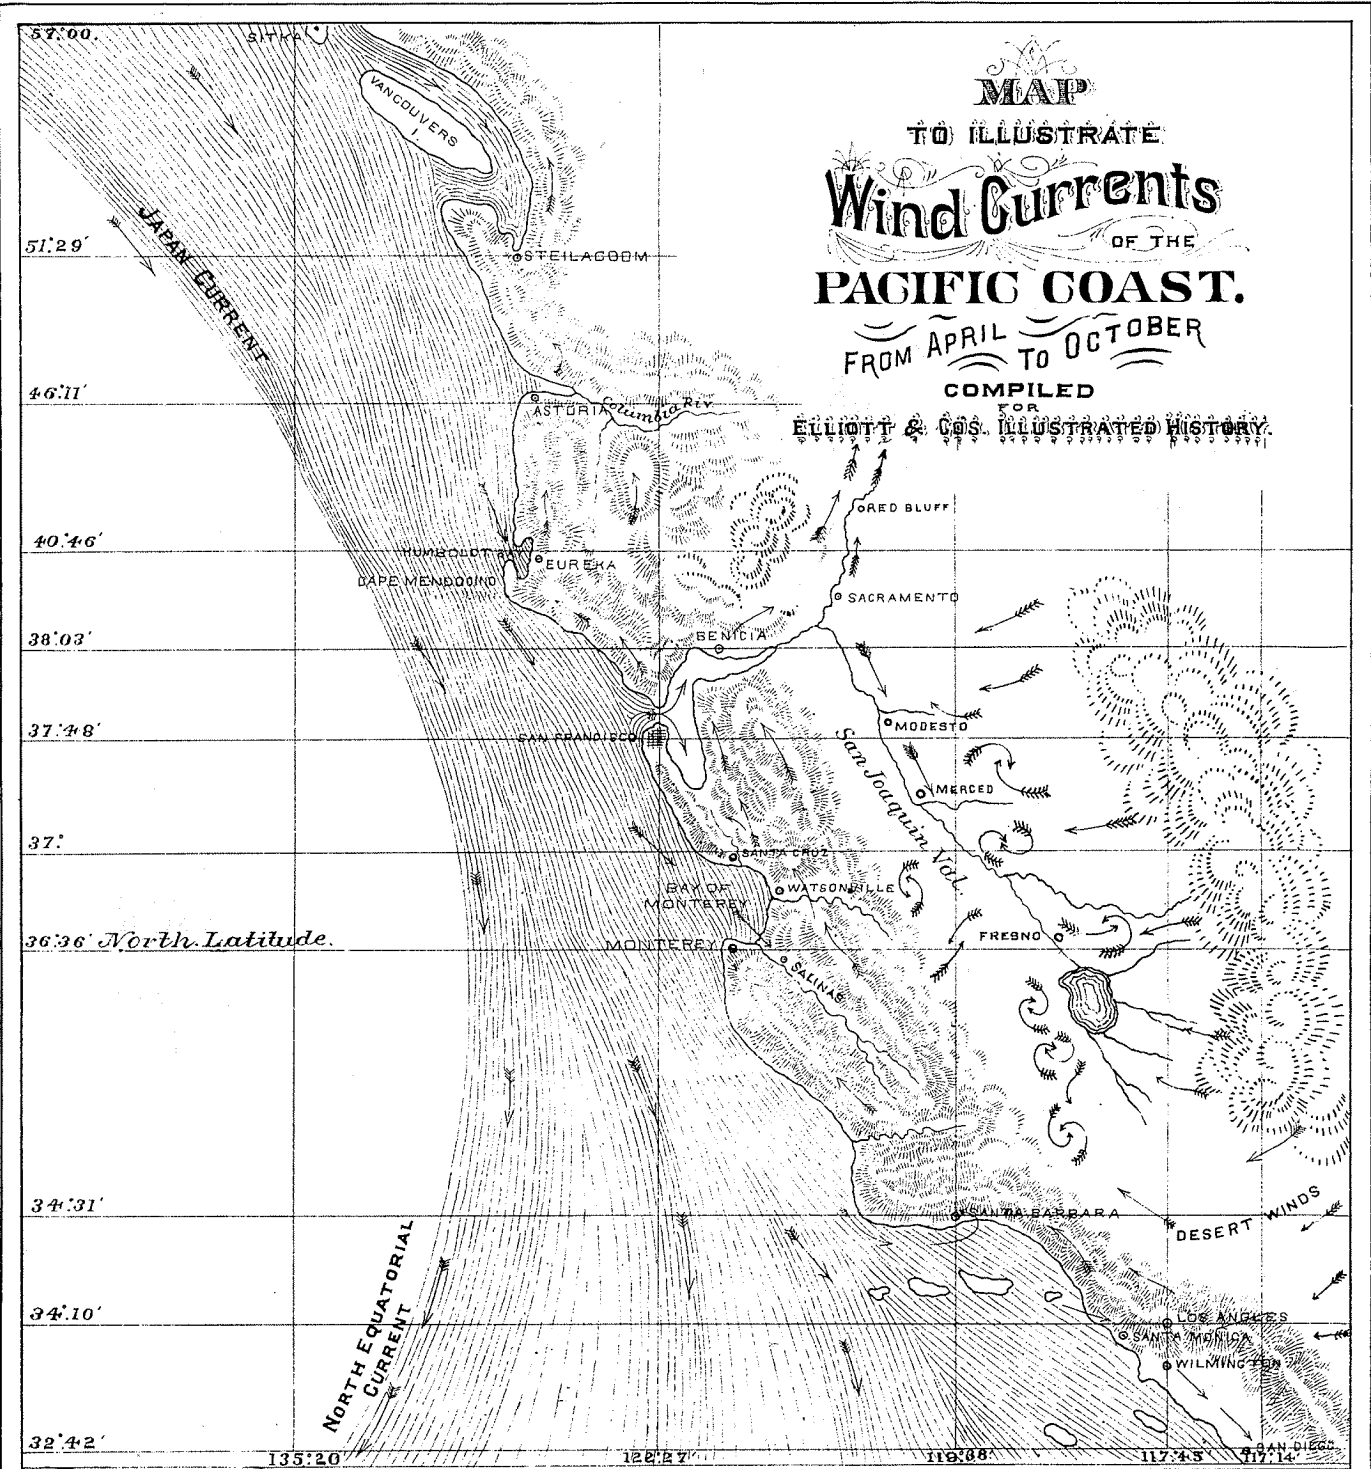 MAP
TO ILLUSTRATE
Wind Currents
OF THE
PACIFIC COAST.
FROM APRIL TO OCTOBER
COMPILED
FOR
ELLIOTT & COS. ILLUSTRATED HISTORY.
57°00.
SITKA
VANCOUVERS
I
JAPAN CURRENT
51°29'
STEILACOOM
46°11'
ASTORIA
Columbia Riv
RED BLUFF
40°46'
HUMBOLDT BAY
EUREKA
CAPE MENDOCINO
SACRAMENTO
38°03'
BENICIA
MODESTO
37°48'
SAN FRANCISCO
San Joaquin Val.
MERCED
37°
SANTA CRUZ
BAY OF
MONTEREY
WATSONVILLE
36°36' North Latitude.
MONTEREY
FRESNO
SALINAS
34°31'
SANTA BARBARA
DESERT WINDS
NORTH EQUATORIAL
CURRENT
34°10'
LOS ANGLES
SANTA MONICA
WILMINGTON
32°42'
SAN DIEGO
135°20'
122°27'
119°38'
117°43'
117°14'